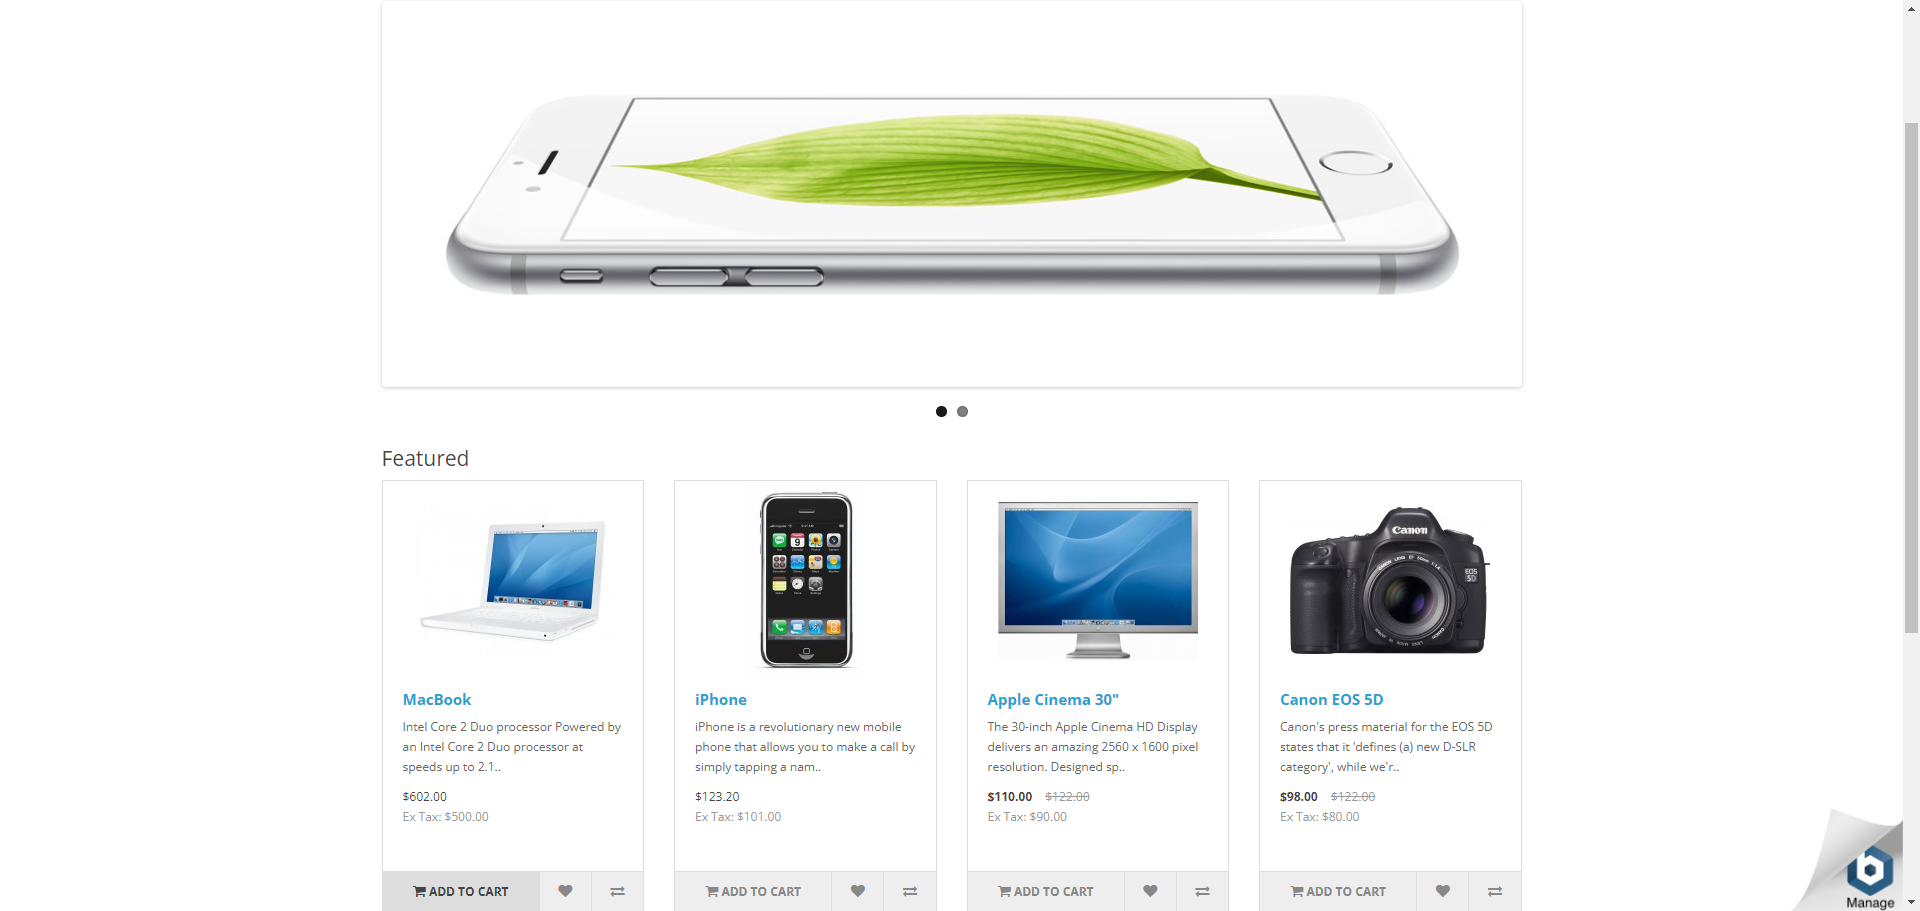 Featured
Canon
EOS
5D
MacBook
Intel Core 2 Duo processor Powered by
an Intel Core 2 Duo processor at
speeds up to 2.1..
$602.00
Ex Tax: $500.00
ADD TO CART
iPhone
iPhone is a revolutionary new mobile
phone that allows you to make a call by
simply tapping a nam..
$123.20
Ex Tax: $101.00
ADD TO CART
Apple Cinema 30"
The 30-inch Apple Cinema HD Display
delivers an amazing 2560 x 1600 pixel
resolution. Designed sp..
$110.00 $122.00
Ex Tax: $90.00
ADD TO CART
Canon EOS 5D
Canon's press material for the EOS 5D
states that it 'defines (a) new D-SLR
category', while we'r..
$98.00 $122.00
Ex Tax: $80.00
ADD TO CART
Manage